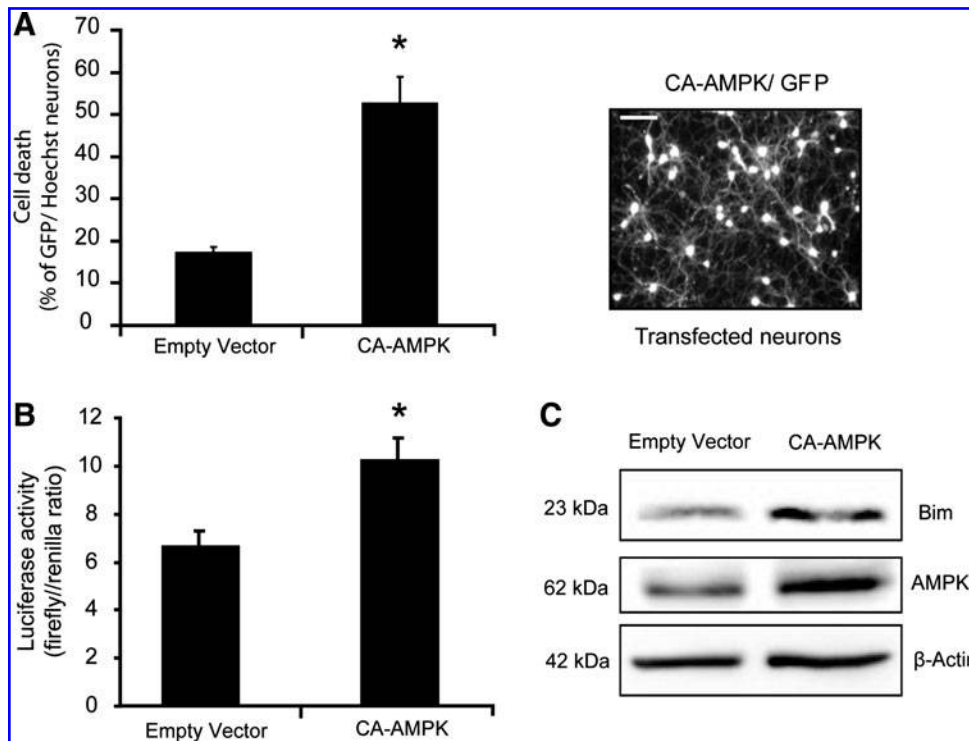 A
70
60
50
40
30
20
10
0
Cell death
(% of GFP/ Hoechst neurons)
*
Empty Vector
CA-AMPK
CA-AMPK/ GFP
Transfected neurons
B
12
10
8
6
4
2
0
Luciferase activity
(firefly//renilla ratio)
*
Empty Vector
CA-AMPK
C
Empty Vector
CA-AMPK
23 kDa
Bim
62 kDa
AMPK
42 kDa
β-Actin